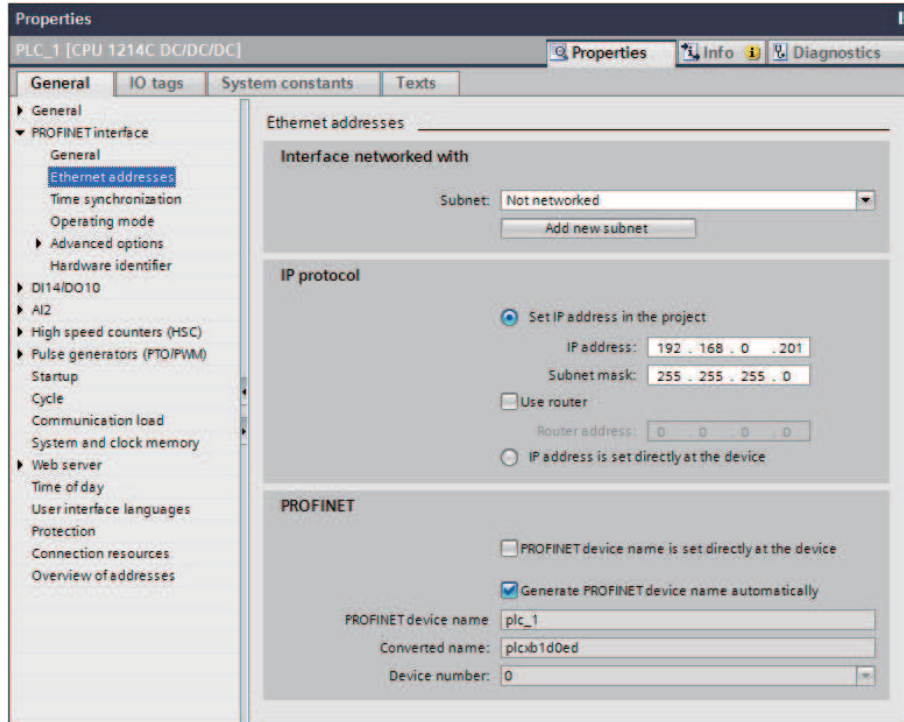 Properties
PLC_1 [CPU 1214C DC/DC/DC]
Properties
Info
Diagnostics
General
IO tags
System constants
Texts
General
PROFINET interface
General
Ethernet addresses
Time synchronization
Operating mode
Advanced options
Hardware identifier
DI14/DO10
AI2
High speed counters (HSC)
Pulse generators (PTO/PWM)
Startup
Cycle
Communication load
System and clock memory
Web server
Time of day
User interface languages
Protection
Connection resources
Overview of addresses
Ethernet addresses
Interface networked with
Subnet: Not networked
Add new subnet
IP protocol
Set IP address in the project
IP address: 192 . 168 . 0 . 201
Subnet mask: 255 . 255 . 255 . 0
Use router
Router address: 0 . 0 . 0 . 0
IP address is set directly at the device
PROFINET
PROFINET device name is set directly at the device
Generate PROFINET device name automatically
PROFINET device name plc_1
Converted name: plcxb1d0ed
Device number: 0